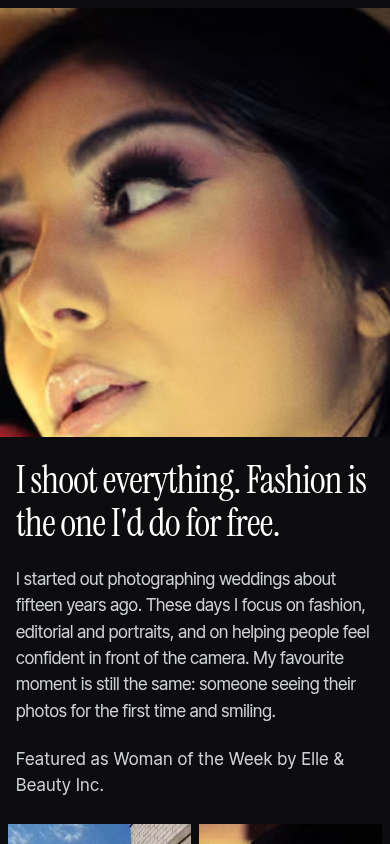 I shoot everything. Fashion is
the one I'd do for free.
I started out photographing weddings about
fifteen years ago. These days I focus on fashion,
editorial and portraits, and on helping people feel
confident in front of the camera. My favourite
moment is still the same: someone seeing their
photos for the first time and smiling.
Featured as Woman of the Week by Elle &
Beauty Inc.